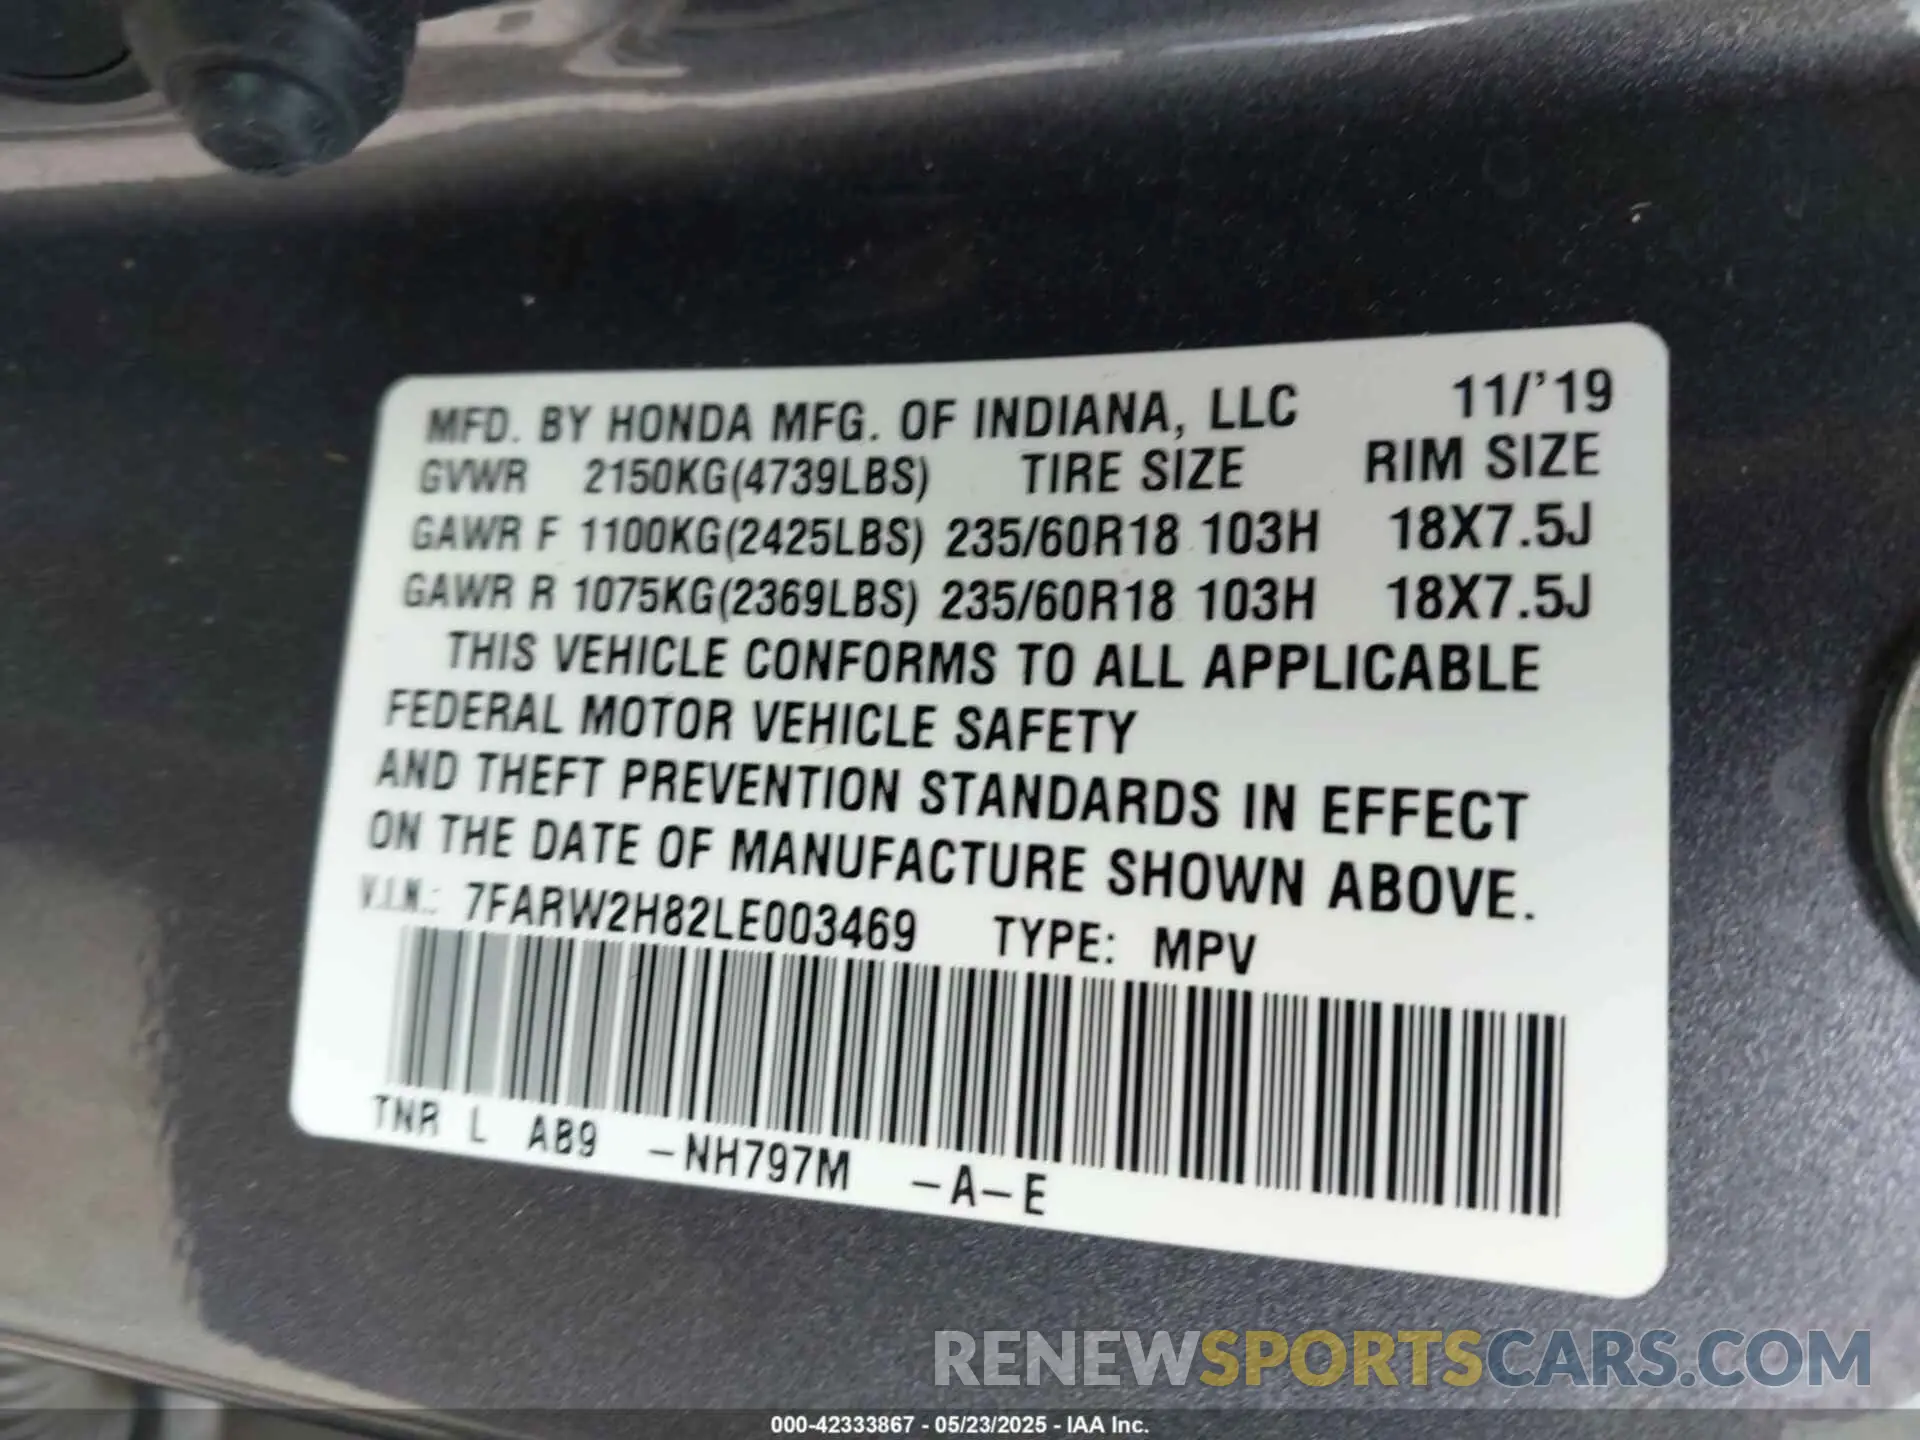 MFD. BY HONDA MFG. OF INDIANA, LLC 11/'19
GVWR 2150KG(4739LBS) TIRE SIZE RIM SIZE
GAWR F 1100KG(2425LBS) 235/60R18 103H 18X7.5J
GAWR R 1075KG(2369LBS) 235/60R18 103H 18X7.5J
THIS VEHICLE CONFORMS TO ALL APPLICABLE
FEDERAL MOTOR VEHICLE SAFETY
AND THEFT PREVENTION STANDARDS IN EFFECT
ON THE DATE OF MANUFACTURE SHOWN ABOVE.
V.I.N.: 7FARW2H82LE003469 TYPE: MPV
TNR L AB9 -NH797M -A-E
RENEWSPORTSCARS.COM
000-42333867 - 05/23/2025 - IAA Inc.